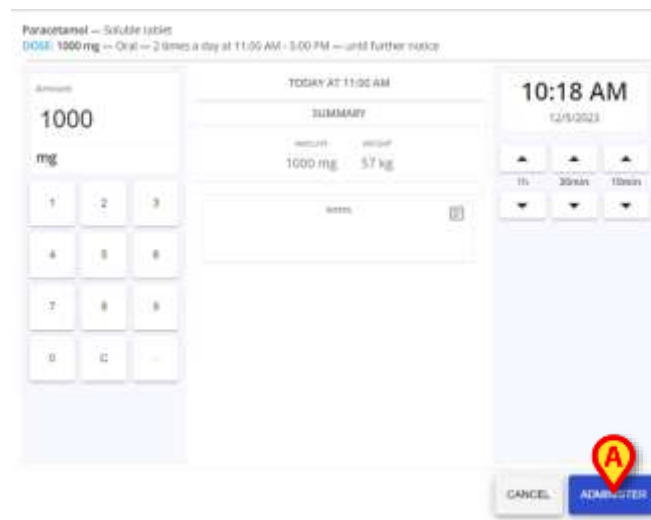 Paracetamol — Soluble tablet
DOSE: 1000 mg — Oral — 2 times a day at 11:00 AM - 5:00 PM — until further notice
Amount
1000
mg
1 2 3
4 5 6
7 8 9
0 C
TODAY AT 11:00 AM
SUMMARY
AMOUNT WEIGHT
1000 mg 57 kg
NOTES
10:18 AM
12/5/2023
1h 30min 10min
CANCEL
ADMINISTER
A